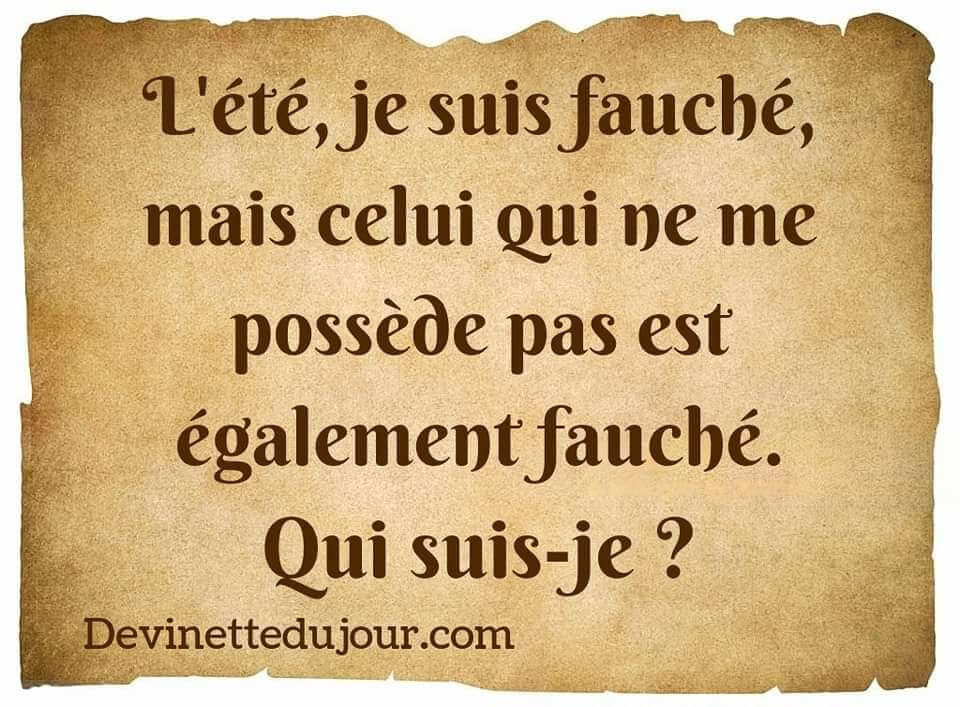 L'été, je suis fauché,
mais celui qui ne me
possède pas est
également fauché.
Qui suis-je ?
Devinettedujour.com